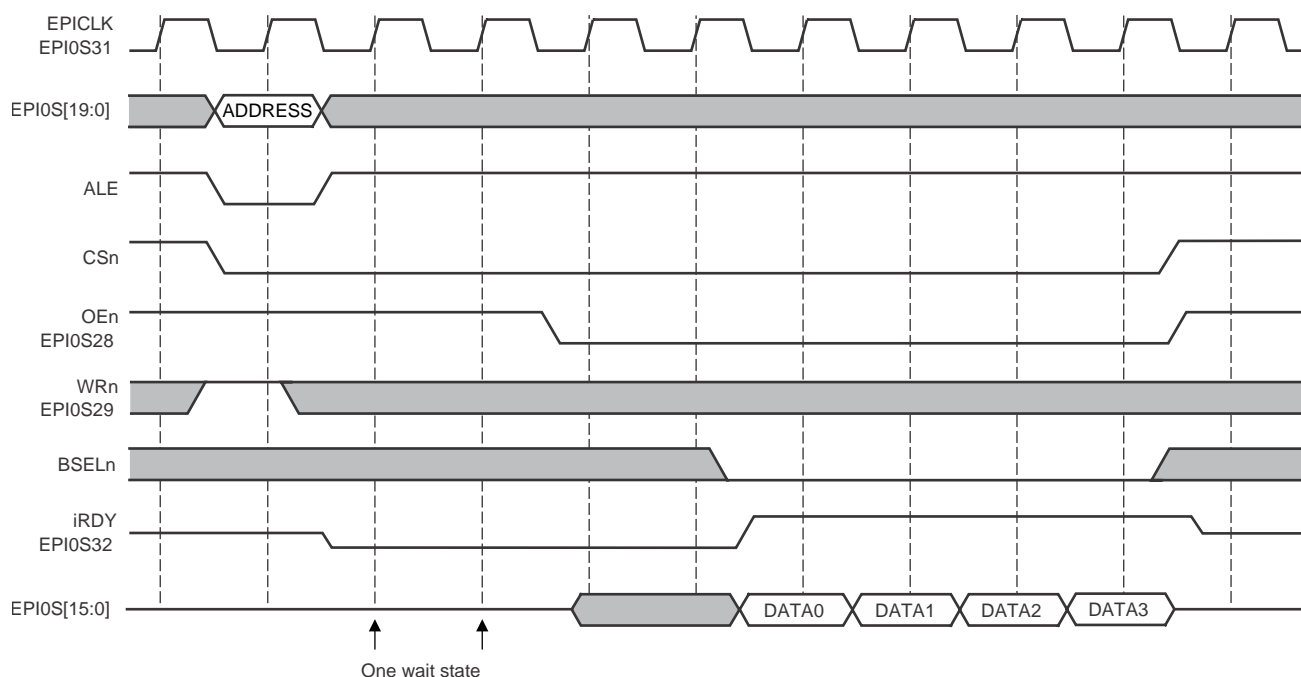 EPICLK
EPI0S31
EPI0S[19:0]
ADDRESS
ALE
CSn
OEn
EPI0S28
WRn
EPI0S29
BSELn
iRDY
EPI0S32
EPI0S[15:0]
DATA0
DATA1
DATA2
DATA3
One wait state